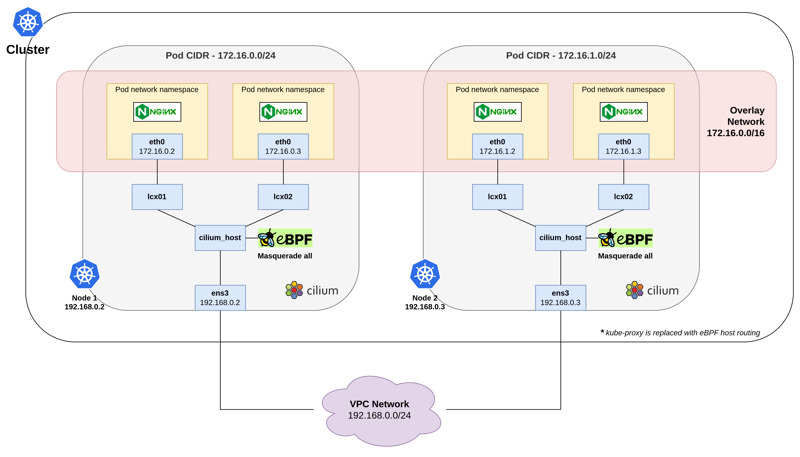 Cluster
Pod CIDR - 172.16.0.0/24
Pod network namespace
NGINX
eth0
172.16.0.2
Pod network namespace
NGINX
eth0
172.16.0.3
lcx01
lcx02
cilium_host
eBPF
Masquerade all
Node 1
192.168.0.2
ens3
192.168.0.2
cilium
Pod CIDR - 172.16.1.0/24
Pod network namespace
NGINX
eth0
172.16.1.2
Pod network namespace
NGINX
eth0
172.16.1.3
lcx01
lcx02
cilium_host
eBPF
Masquerade all
Node 2
192.168.0.3
ens3
192.168.0.3
cilium
Overlay
Network
172.16.0.0/16
* kube-proxy is replaced with eBPF host routing
VPC Network
192.168.0.0/24